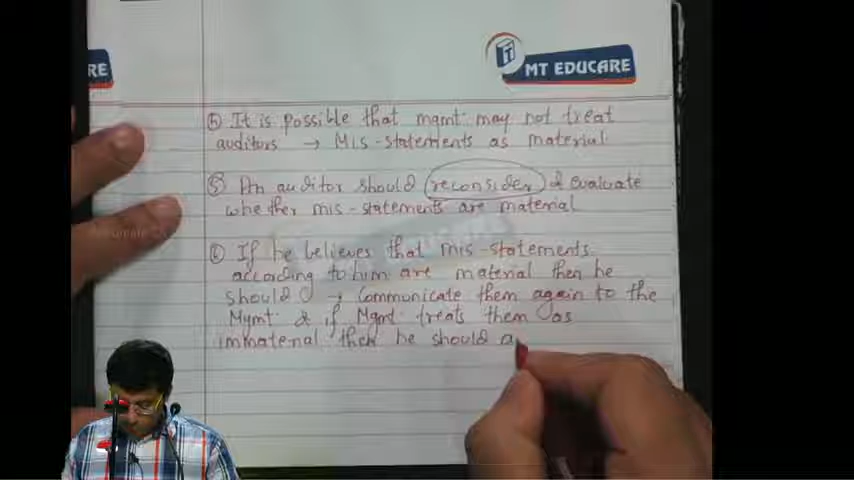 RE
MT EDUCARE
④ It is possible that mgmt. may not treat
auditors → Mis-statements as material
⑤ An auditor should reconsider & evaluate
whether mis-statements are material
⑥ If he believes that mis-statements
according to him are material then he
should → Communicate them again to the
Mgmt. & if Mgmt. treats them as
immaterial then he should a